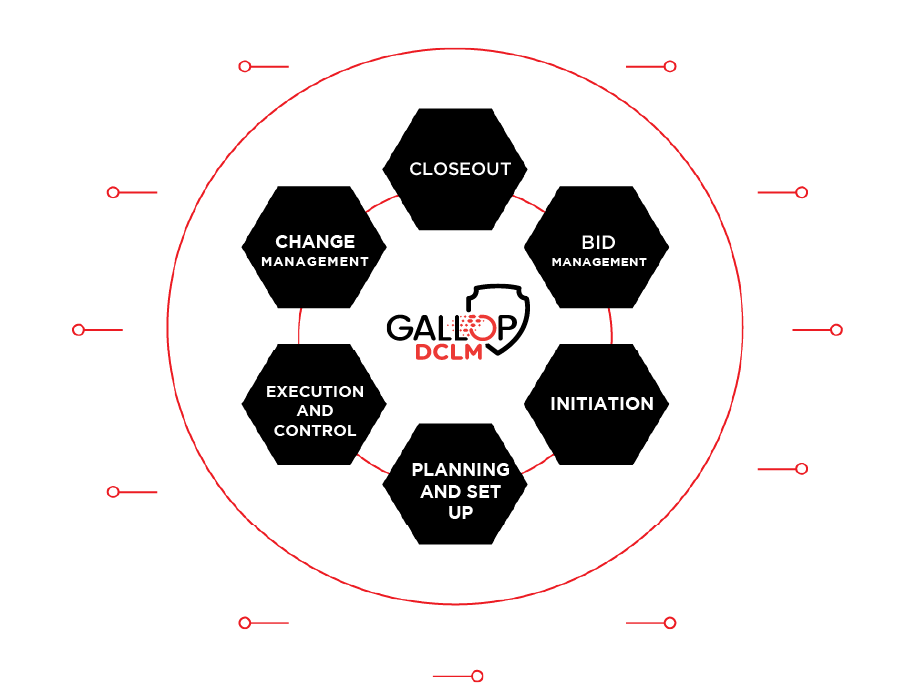 CLOSEOUT
CHANGE
MANAGEMENT
BID
MANAGEMENT
GALLOP
DCLM
EXECUTION
AND
CONTROL
INITIATION
PLANNING
AND SET
UP